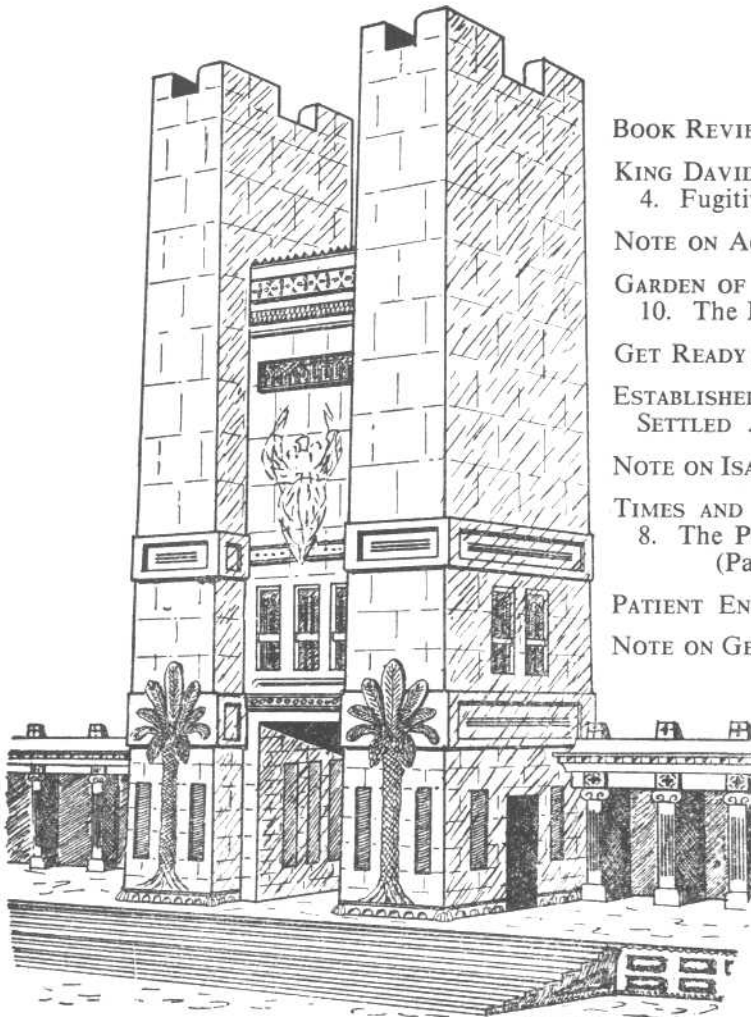 BOOK REVIE
KING DAVID
4. Fugitiv
NOTE ON AC
GARDEN OF
10. The
GET READY
ESTABLISHED
SETTLED .
NOTE ON ISA
TIMES AND
8. The P
(Pa
PATIENT EN
NOTE ON GE